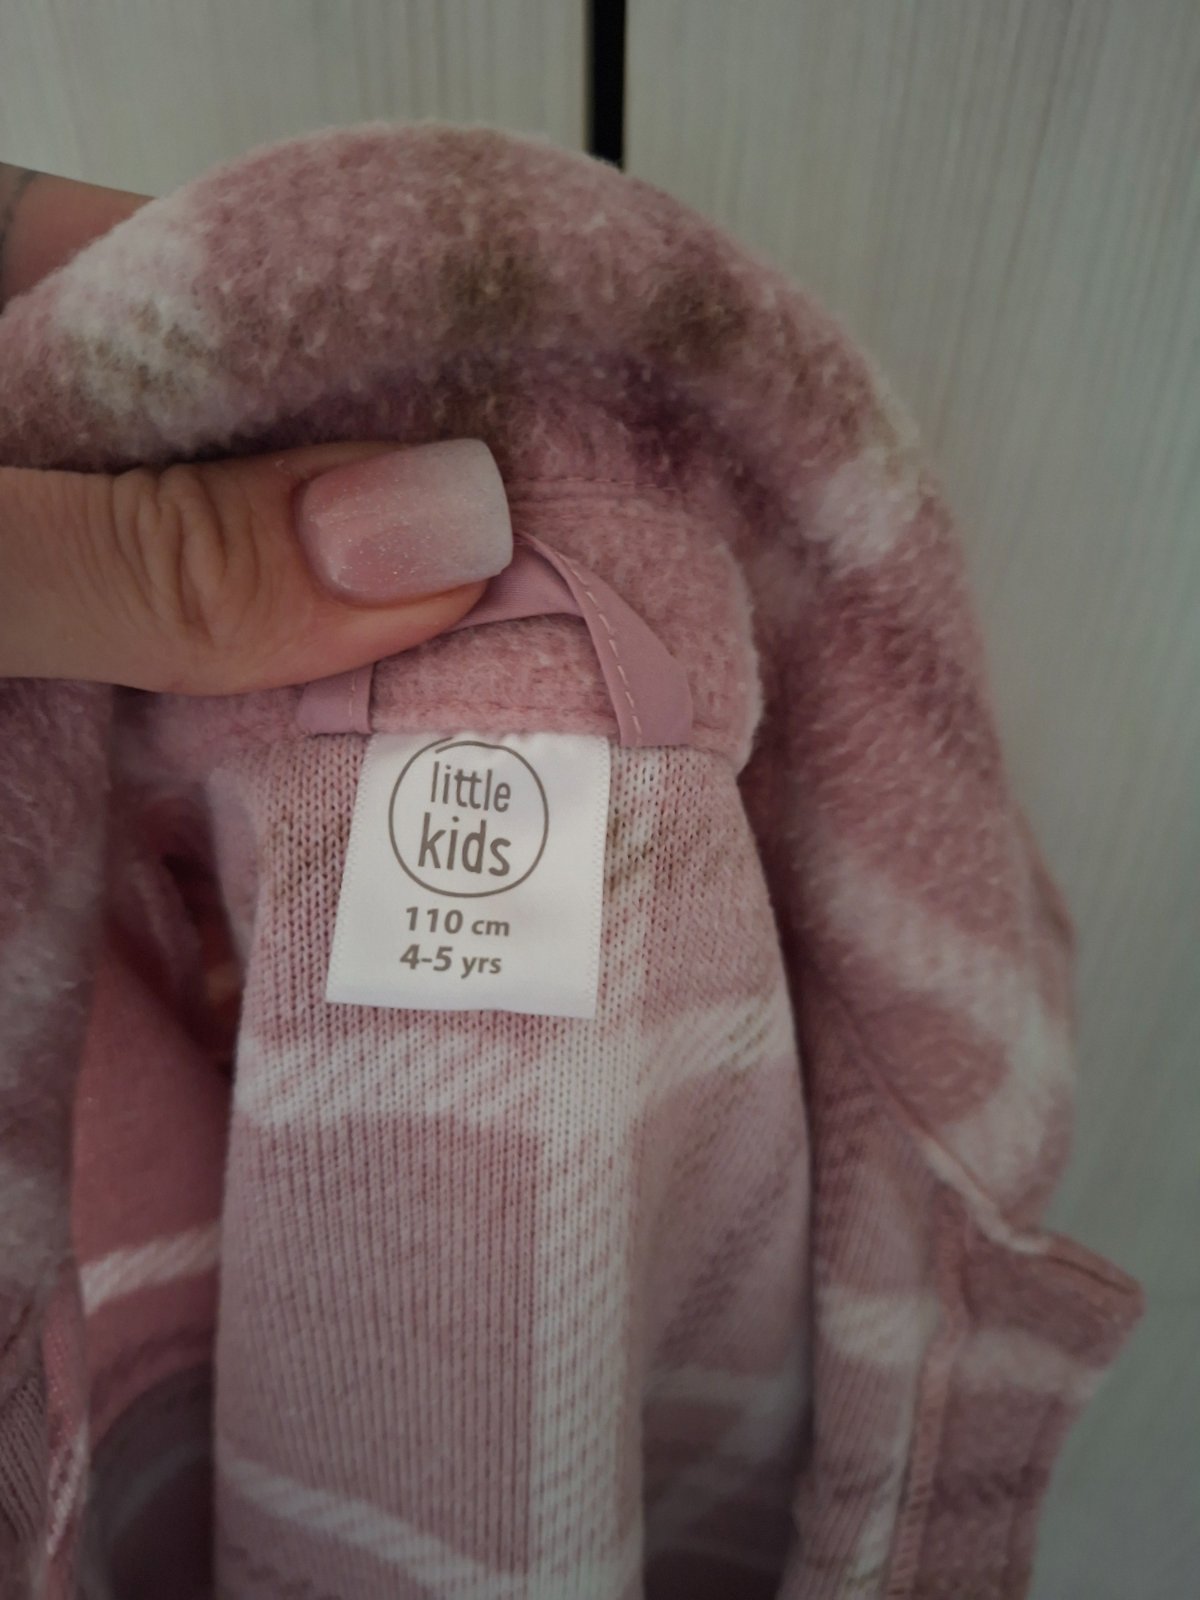 little
kids
110 cm
4-5 yrs